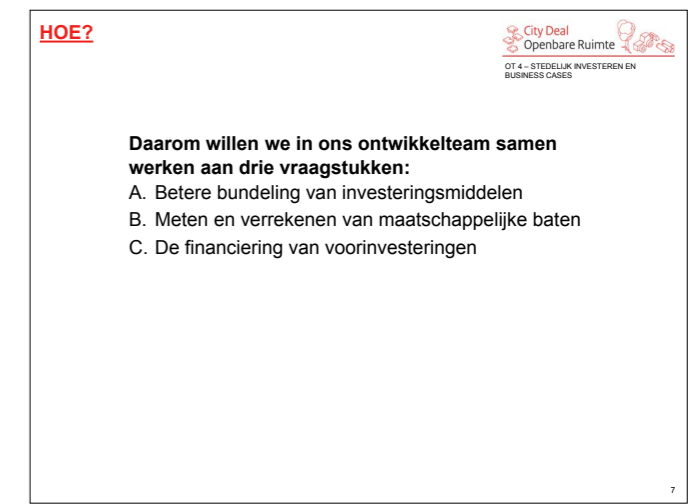 HOE?
City Deal
Openbare Ruimte
OT 4 – STEDELIJK INVESTEREN EN
BUSINESS CASES
Daarom willen we in ons ontwikkelteam samen
werken aan drie vraagstukken:
A. Betere bundeling van investeringsmiddelen
B. Meten en verrekenen van maatschappelijke baten
C. De financiering van voorinvesteringen
7